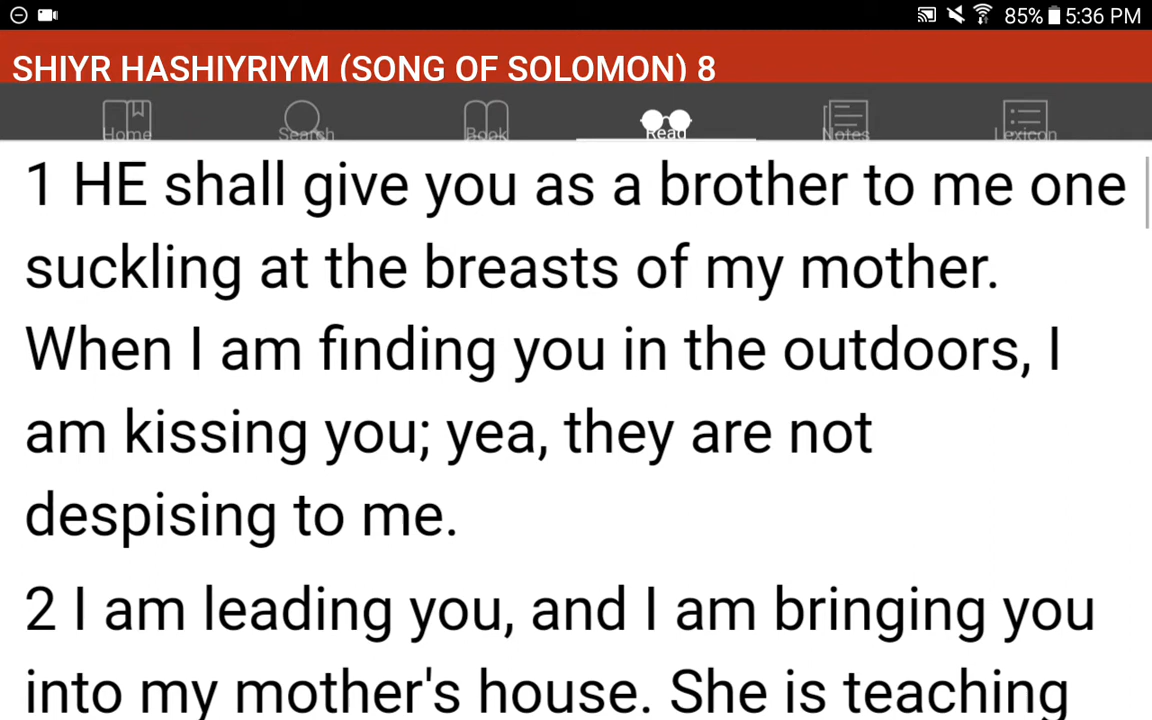 85% 5:36 PM
SHIYR HASHIYRIYM (SONG OF SOLOMON) 8
Home Search Book Read Notes Lexicon
1 HE shall give you as a brother to me one
suckling at the breasts of my mother.
When I am finding you in the outdoors, I
am kissing you; yea, they are not
despising to me.
2 I am leading you, and I am bringing you
into my mother's house. She is teaching